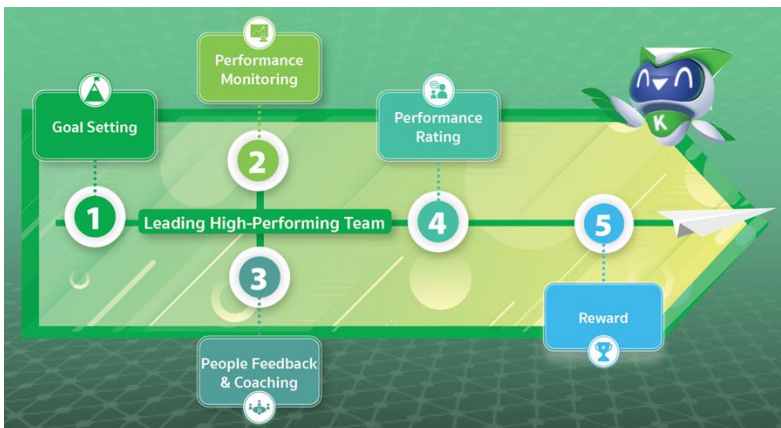 Goal Setting
1
Performance
Monitoring
2
Leading High-Performing Team
3
People Feedback
& Coaching
Performance
Rating
4
5
Reward
K